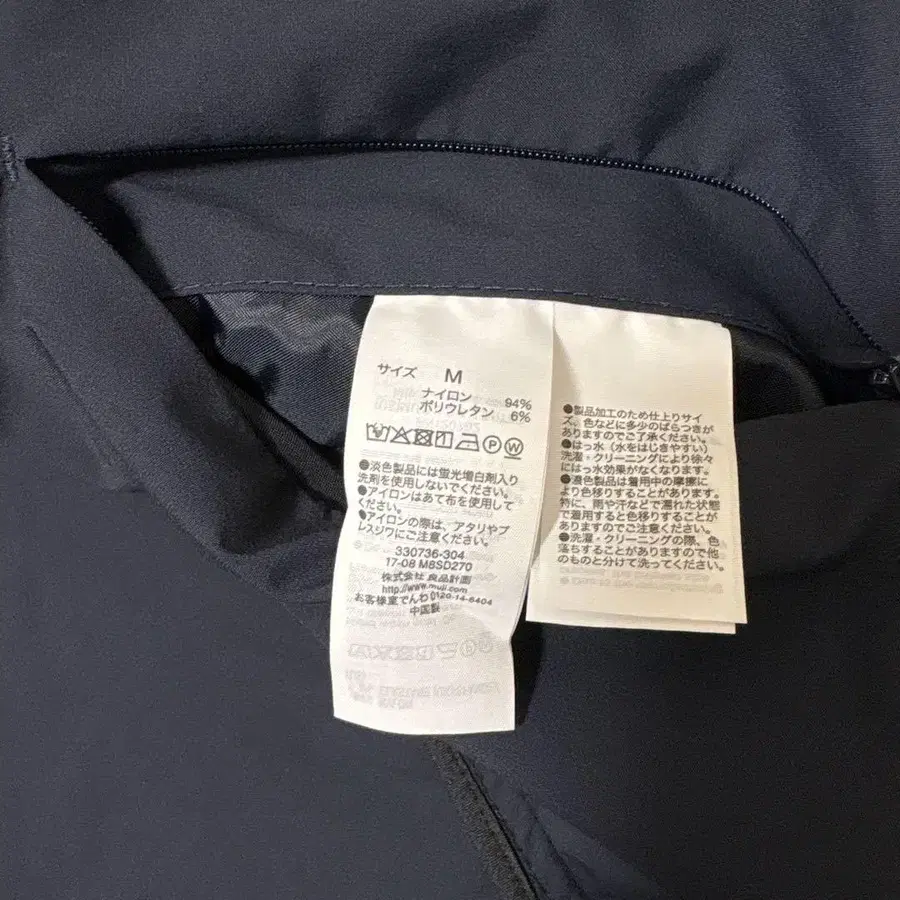 サイズ M
ナイロン 94%
ポリウレタン 6%
●淡色製品には蛍光増白剤入り
洗剤を使用しないでください。
●アイロンはあて布を使用して
ください。
●アイロンの際は、アタリやプ
レスジワにご注意ください。
330736-304
17-08 M8SD270
株式会社 良品計画
http://www.muji.com
お客様室でんわ0120-14-6404
中国製
●製品加工のため仕上りサイ
ズ、色などに多少のばらつきが
ありますのでご了承ください。
●はっ水(水をはじきやすい)
洗濯・クリーニングにより徐々
にはっ水効果がなくなります。
●濃色製品は着用中の摩擦に
より色移りすることがあります。
特に、雨や汗などで濡れた状態
で着用すると色移りすることが
ありますのでご注意ください。
●洗濯・クリーニングの際、色
落ちすることがありますので他
のものと分けて洗ってください。